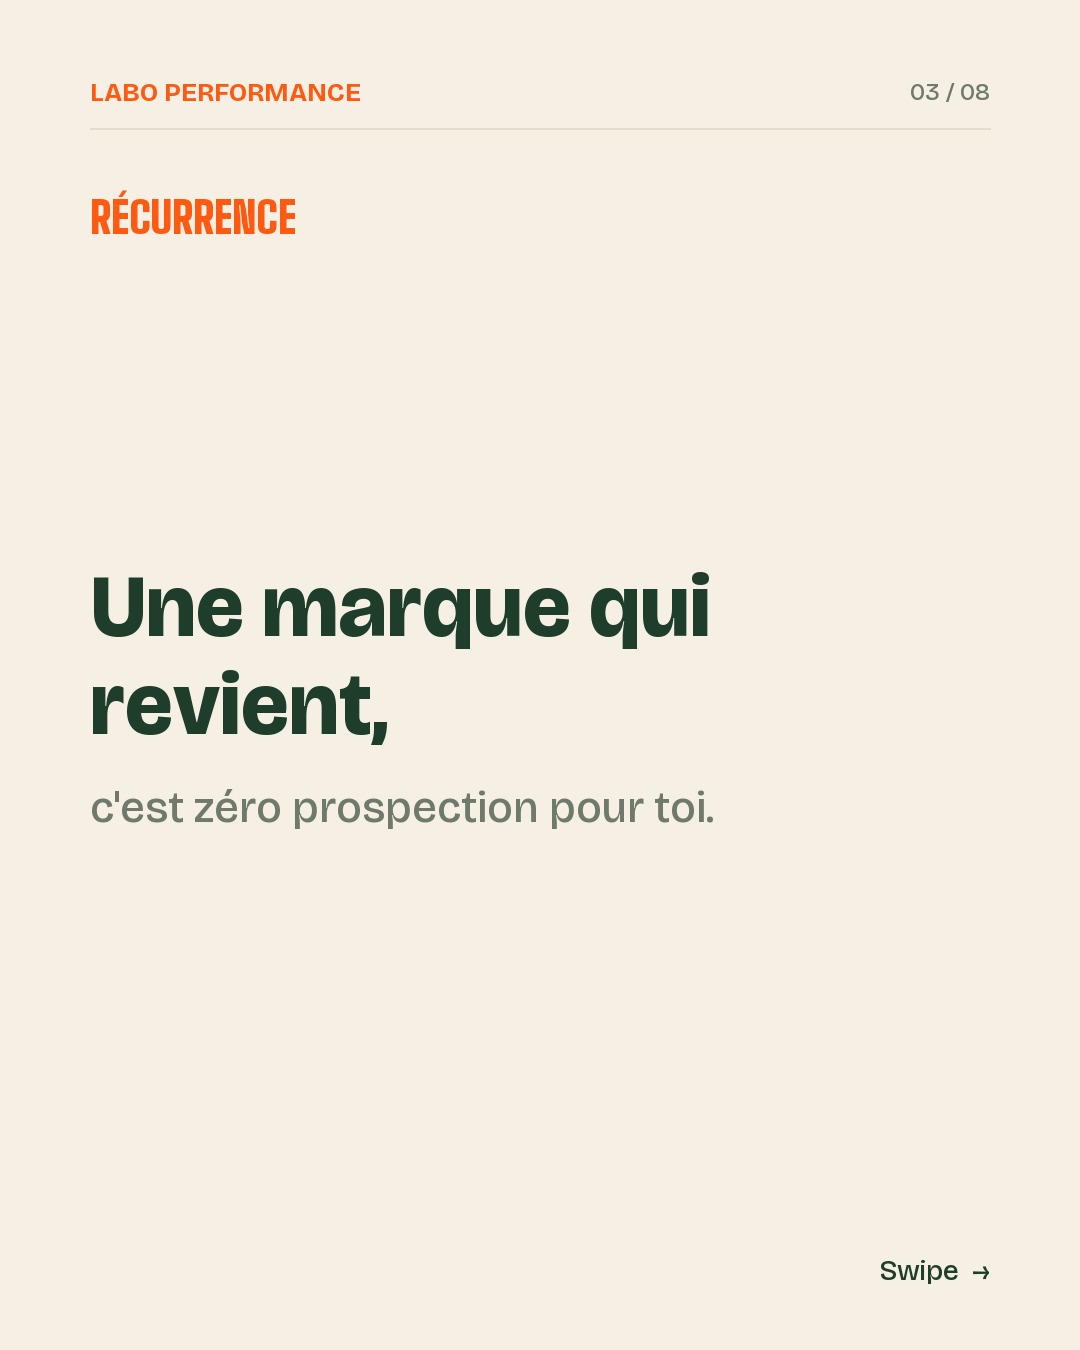 LABO PERFORMANCE
03 / 08
RÉCURRENCE
Une marque qui
revient,
c'est zéro prospection pour toi.
Swipe →